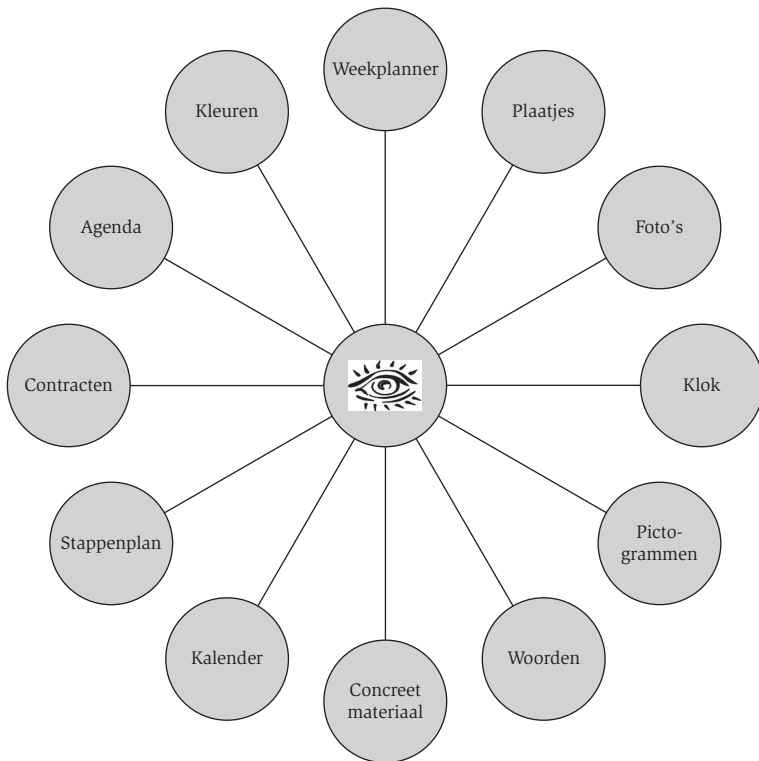 Weekplanner
Plaatjes
Foto’s
Klok
Picto-
grammen
Woorden
Concreet
materiaal
Kalender
Stappenplan
Contracten
Agenda
Kleuren